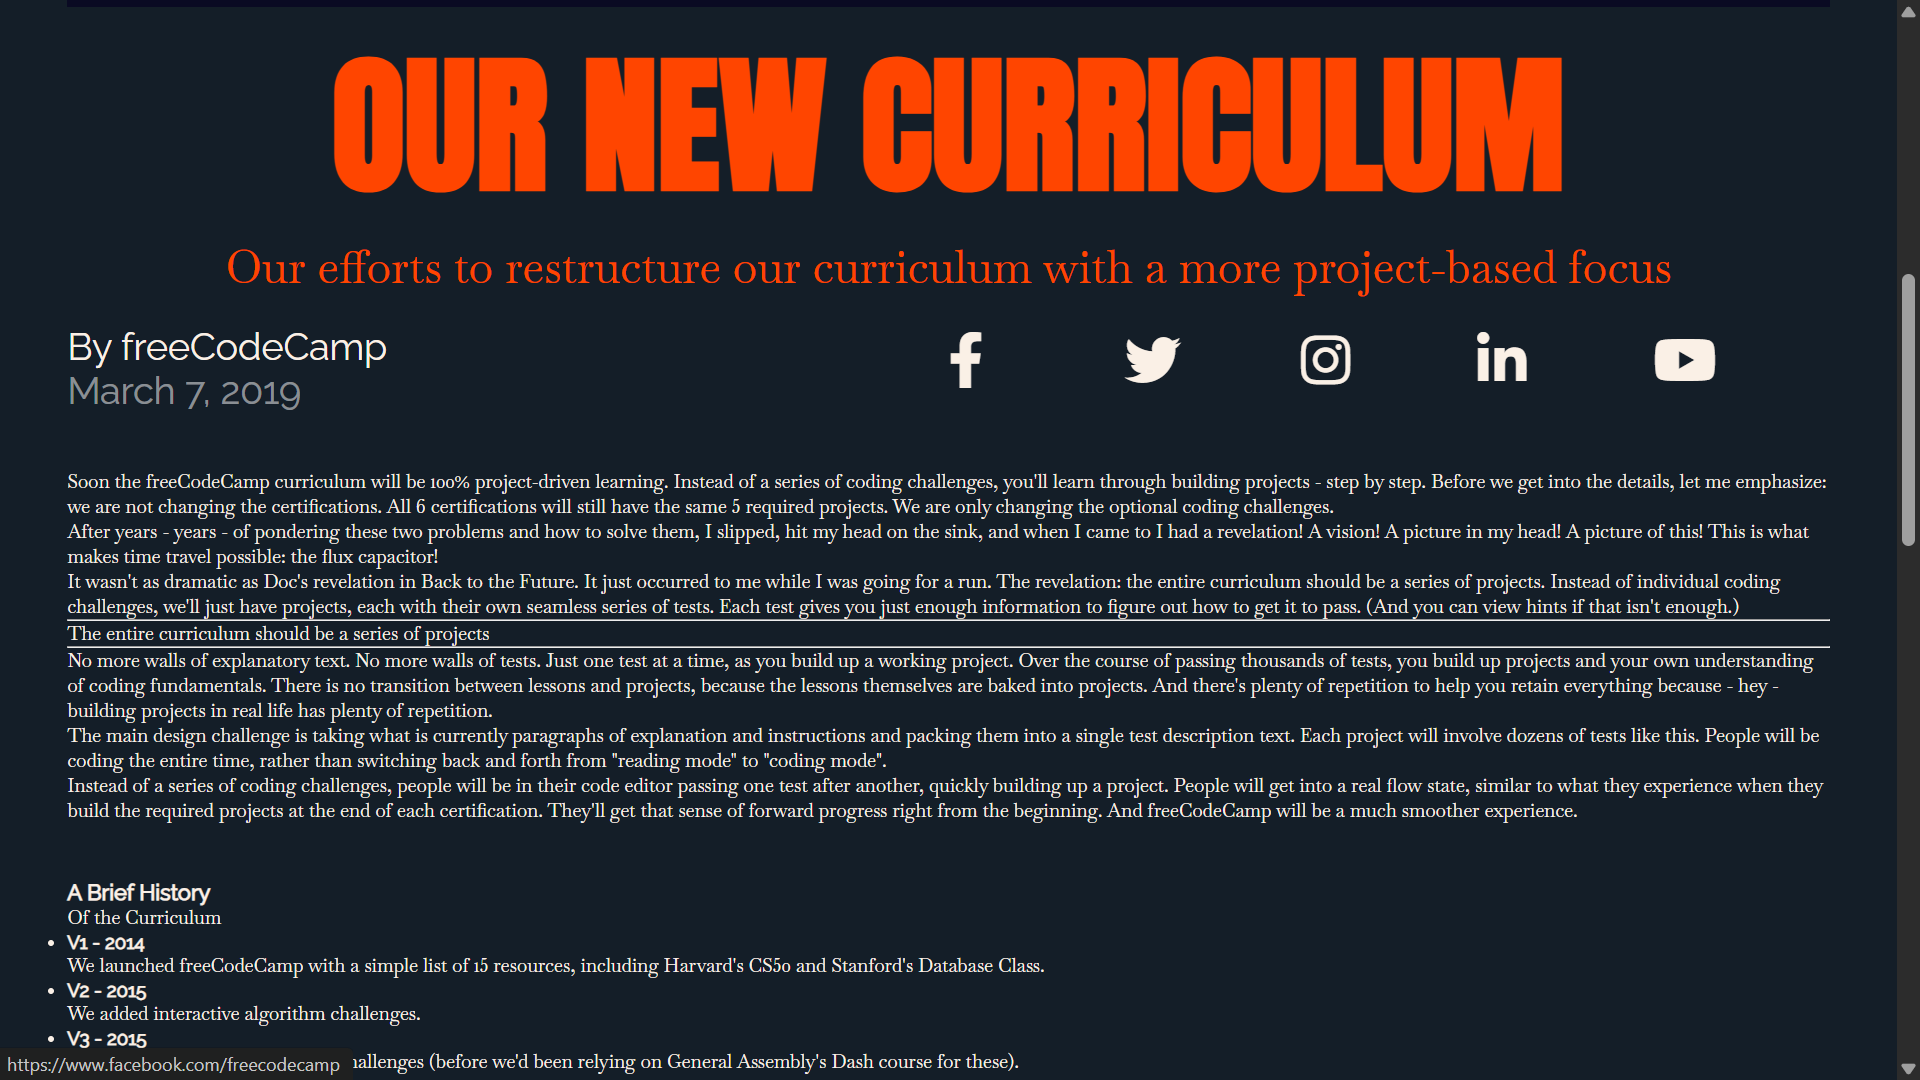 OUR NEW CURRICULUM
Our efforts to restructure our curriculum with a more project-based focus
By freeCodeCamp
March 7, 2019
Soon the freeCodeCamp curriculum will be 100% project-driven learning. Instead of a series of coding challenges, you'll learn through building projects - step by step. Before we get into the details, let me emphasize:
we are not changing the certifications. All 6 certifications will still have the same 5 required projects. We are only changing the optional coding challenges.
After years - years - of pondering these two problems and how to solve them, I slipped, hit my head on the sink, and when I came to I had a revelation! A vision! A picture in my head! A picture of this! This is what
makes time travel possible: the flux capacitor!
It wasn't as dramatic as Doc's revelation in Back to the Future. It just occurred to me while I was going for a run. The revelation: the entire curriculum should be a series of projects. Instead of individual coding
challenges, we'll just have projects, each with their own seamless series of tests. Each test gives you just enough information to figure out how to get it to pass. (And you can view hints if that isn't enough.)
The entire curriculum should be a series of projects
No more walls of explanatory text. No more walls of tests. Just one test at a time, as you build up a working project. Over the course of passing thousands of tests, you build up projects and your own understanding
of coding fundamentals. There is no transition between lessons and projects, because the lessons themselves are baked into projects. And there's plenty of repetition to help you retain everything because - hey -
building projects in real life has plenty of repetition.
The main design challenge is taking what is currently paragraphs of explanation and instructions and packing them into a single test description text. Each project will involve dozens of tests like this. People will be
coding the entire time, rather than switching back and forth from "reading mode" to "coding mode".
Instead of a series of coding challenges, people will be in their code editor passing one test after another, quickly building up a project. People will get into a real flow state, similar to what they experience when they
build the required projects at the end of each certification. They'll get that sense of forward progress right from the beginning. And freeCodeCamp will be a much smoother experience.
A Brief History
Of the Curriculum
• V1 - 2014
We launched freeCodeCamp with a simple list of 15 resources, including Harvard's CS50 and Stanford's Database Class.
• V2 - 2015
We added interactive algorithm challenges.
• V3 - 2015
(before we'd been relying on General Assembly's Dash course for these).
https://www.facebook.com/freecodecamp